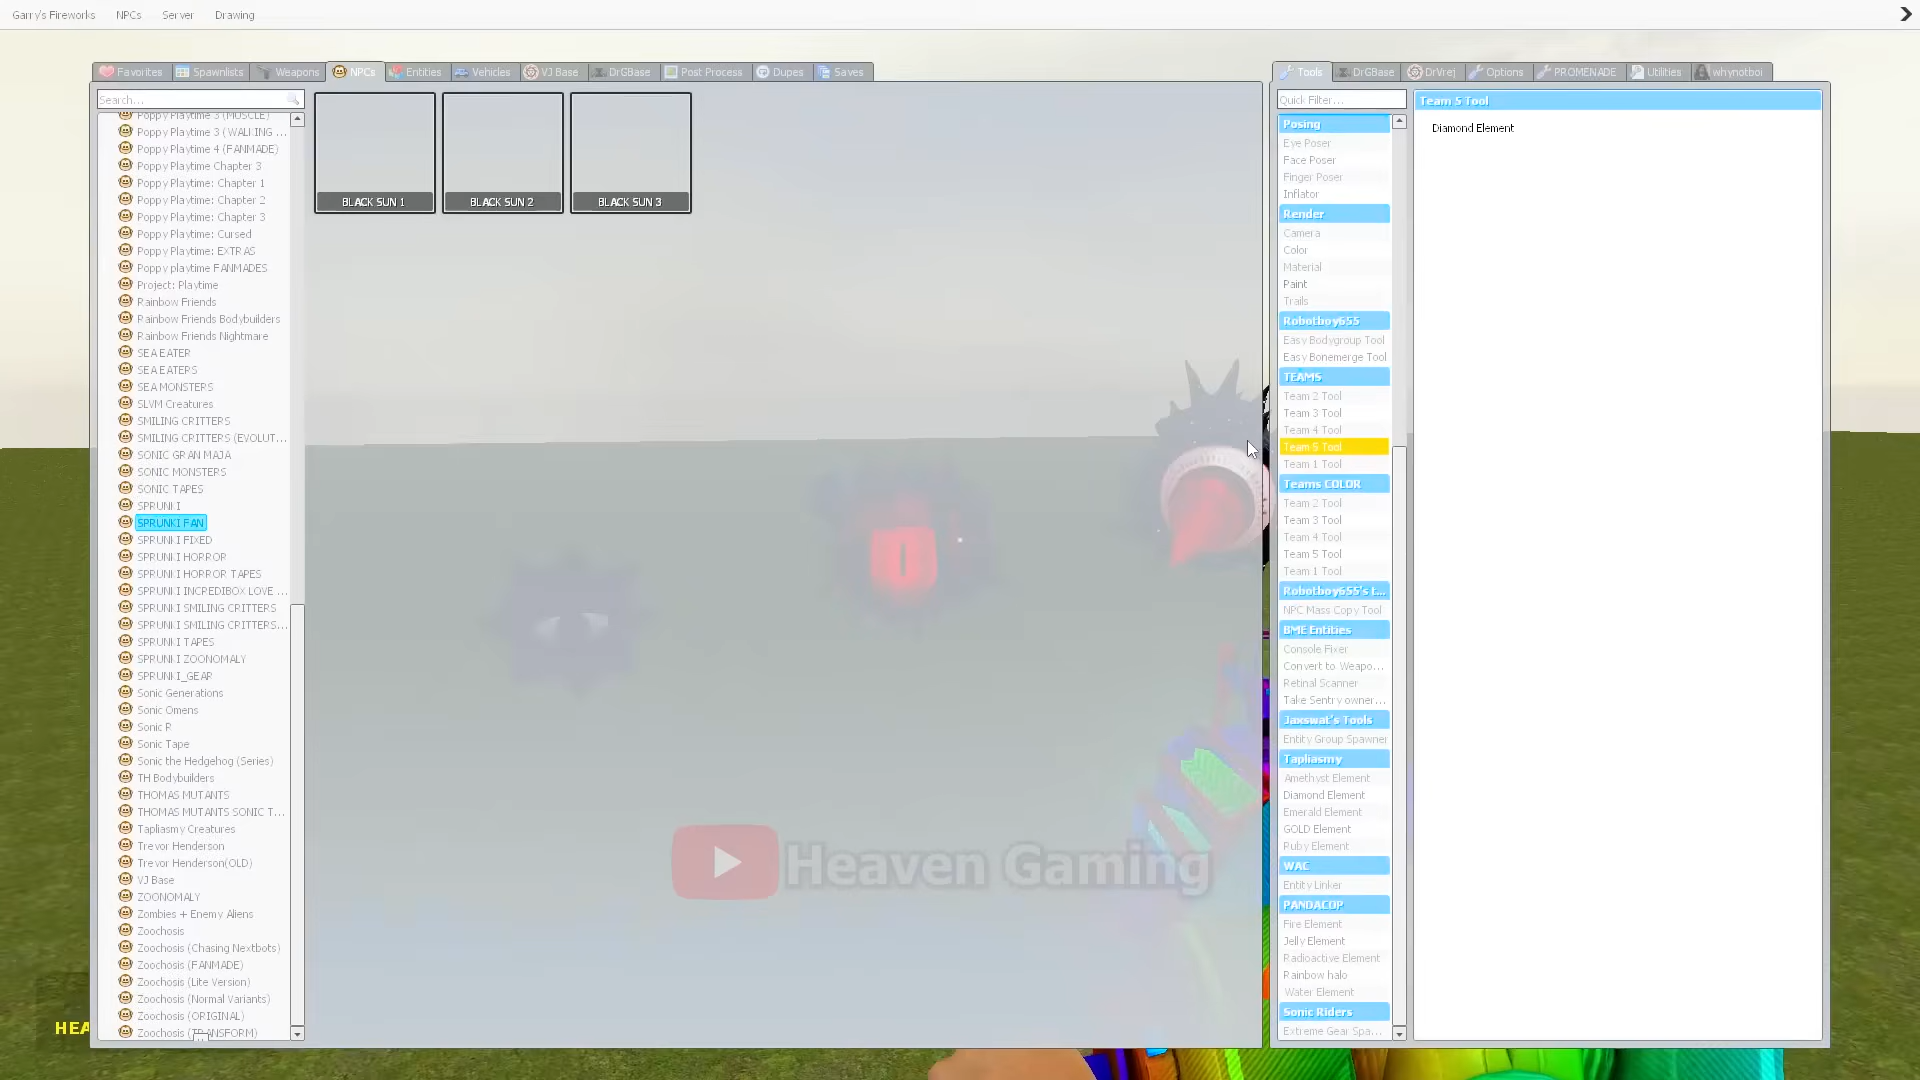 Garry's Fireworks NPCs Server Drawing
Favorites Spawnlists Weapons NPCs Entities Vehicles VJ Base DrGBase Post Process Dupes Saves
Search...
Poppy Playtime 3 (MUSCLE)
Poppy Playtime 3 (WALKING ...
Poppy Playtime 4 (FANMADE)
Poppy Playtime Chapter 3
Poppy Playtime: Chapter 1
Poppy Playtime: Chapter 2
Poppy Playtime: Chapter 3
Poppy Playtime: Cursed
Poppy Playtime: EXTRAS
Poppy playtime FANMADES
Project: Playtime
Rainbow Friends
Rainbow Friends Bodybuilders
Rainbow Friends Nightmare
SEA EATER
SEA EATERS
SEA MONSTERS
SLVM Creatures
SMILING CRITTERS
SMILING CRITTERS (EVOLUT...
SONIC GRAN MAJA
SONIC MONSTERS
SONIC TAPES
SPRUNKI
SPRUNKI FAN
SPRUNKI FIXED
SPRUNKI HORROR
SPRUNKI HORROR TAPES
SPRUNKI INCREDIBOX LOVE ...
SPRUNKI SMILING CRITTERS
SPRUNKI SMILING CRITTERS...
SPRUNKI TAPES
SPRUNKI ZOONOMALY
SPRUNKI_GEAR
Sonic Generations
Sonic Omens
Sonic R
Sonic Tape
Sonic the Hedgehog (Series)
TH Bodybuilders
THOMAS MUTANTS
THOMAS MUTANTS SONIC T...
Tapliasmy Creatures
Trevor Henderson
Trevor Henderson(OLD)
VJ Base
ZOONOMALY
Zombies + Enemy Aliens
Zoochosis
Zoochosis (Chasing Nextbots)
Zoochosis (FANMADE)
Zoochosis (Lite Version)
Zoochosis (Normal Variants)
Zoochosis (ORIGINAL)
Zoochosis (TRANSFORM)
BLACK SUN 1 BLACK SUN 2 BLACK SUN 3
Heaven Gaming
HEA
Tools DrGBase DrVrej Options PROMENADE Utilities whynotboi
Quick Filter...
Posing
Eye Poser
Face Poser
Finger Poser
Inflator
Render
Camera
Color
Material
Paint
Trails
Robotboy655
Easy Bodygroup Tool
Easy Bonemerge Tool
TEAMS
Team 2 Tool
Team 3 Tool
Team 4 Tool
Team 5 Tool
Team 1 Tool
Teams COLOR
Team 2 Tool
Team 3 Tool
Team 4 Tool
Team 5 Tool
Team 1 Tool
Robotboy655's t...
NPC Mass Copy Tool
BME Entities
Console Fixer
Convert to Weapo...
Retinal Scanner
Take Sentry owner...
Jaxswat's Tools
Entity Group Spawner
Tapliasmy
Amethyst Element
Diamond Element
Emerald Element
GOLD Element
Ruby Element
WAC
Entity Linker
PANDACOP
Fire Element
Jelly Element
Radioactive Element
Rainbow halo
Water Element
Sonic Riders
Extreme Gear Spa...
Team 5 Tool
Diamond Element